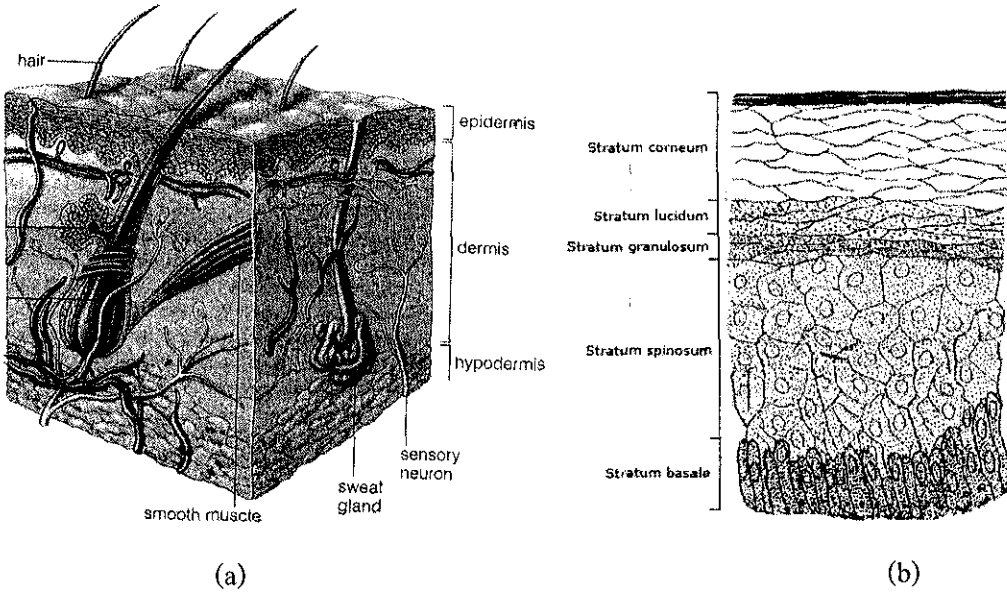 hair
epidermis
dermis
hypodermis
sensory
neuron
sweat
gland
smooth muscle
(a)
Stratum corneum
Stratum lucidum
Stratum granulosum
Stratum spinosum
Stratum basale
(b)